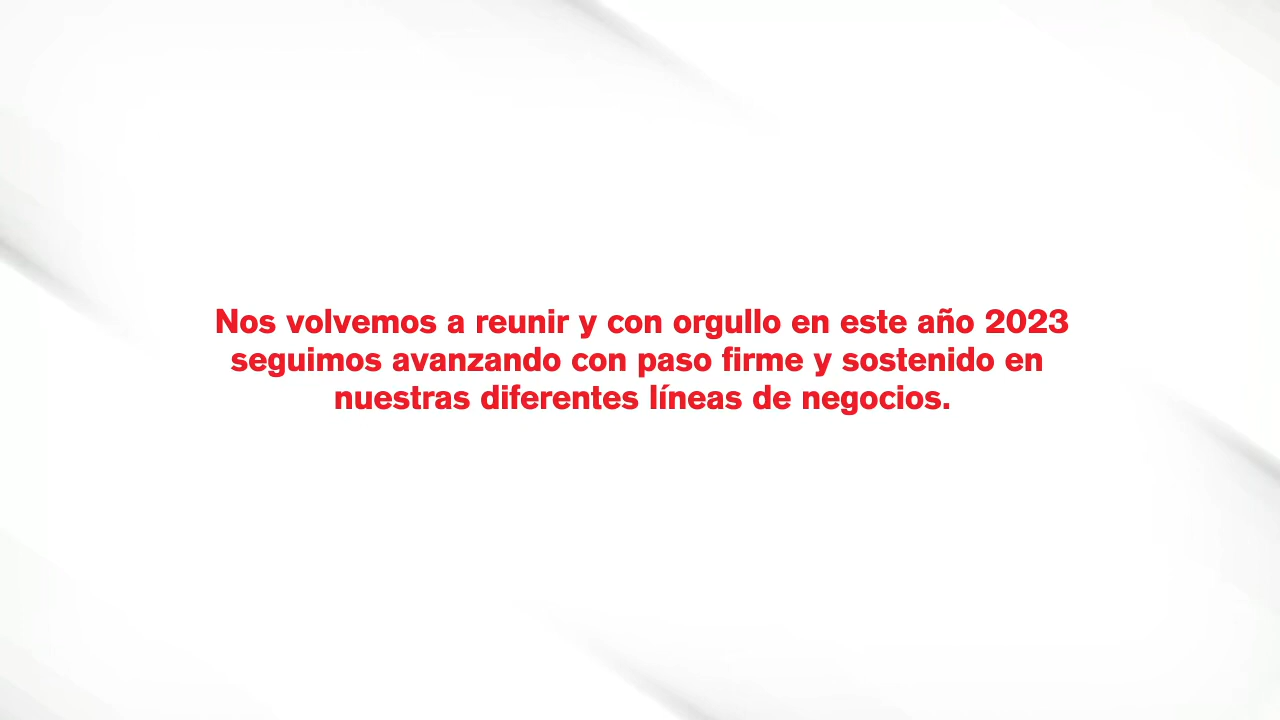 Nos volvemos a reunir y con orgullo en este año 2023
seguimos avanzando con paso firme y sostenido en
nuestras diferentes líneas de negocios.